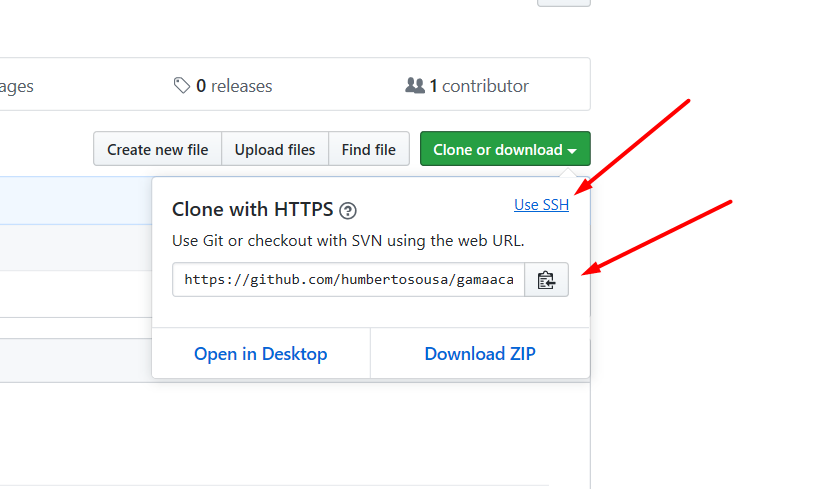 ages
0 releases
1 contributor
Create new file
Upload files
Find file
Clone or download
Clone with HTTPS
Use SSH
Use Git or checkout with SVN using the web URL.
https://github.com/humbertosousa/gamaaca
Open in Desktop
Download ZIP